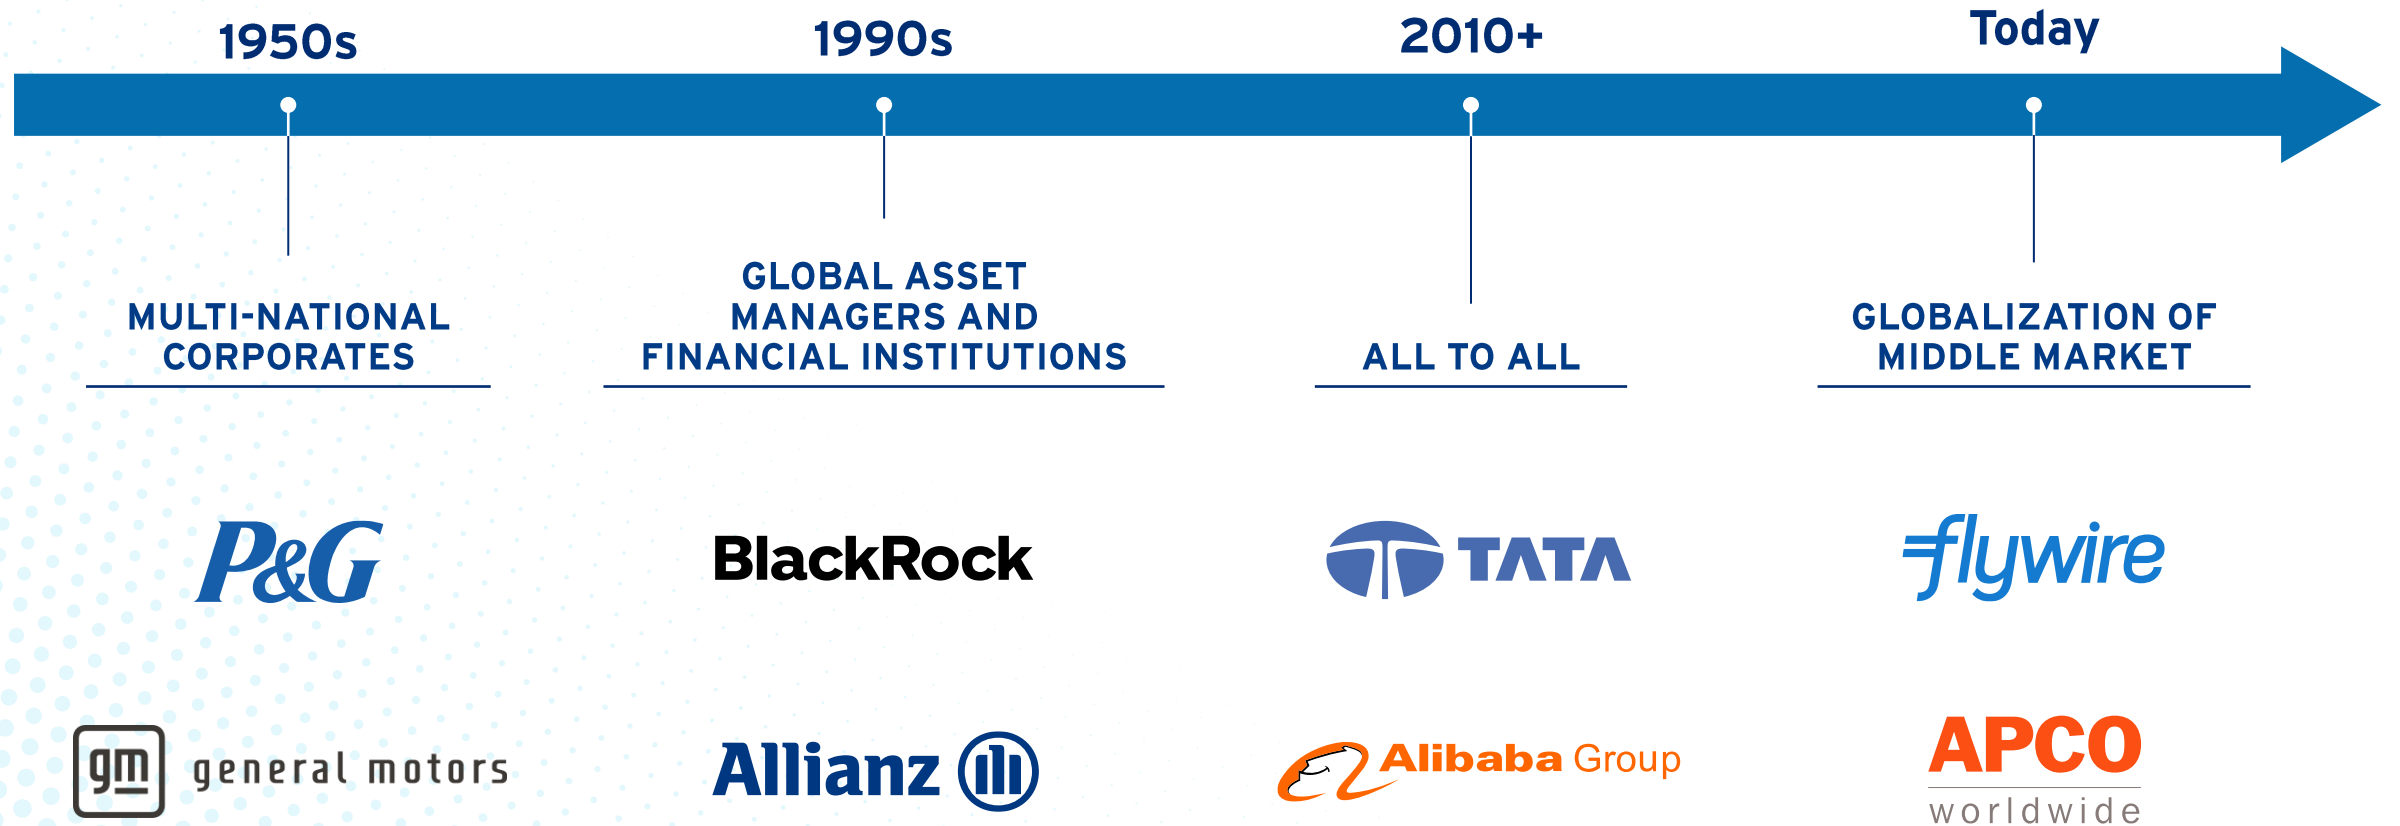 1950s
1990s
2010+
Today
MULTI-NATIONAL
CORPORATES
GLOBAL ASSET
MANAGERS AND
FINANCIAL INSTITUTIONS
ALL TO ALL
GLOBALIZATION OF
MIDDLE MARKET
P&G
BlackRock
TATA
flywire
gm general motors
Allianz
Alibaba Group
APCO
worldwide